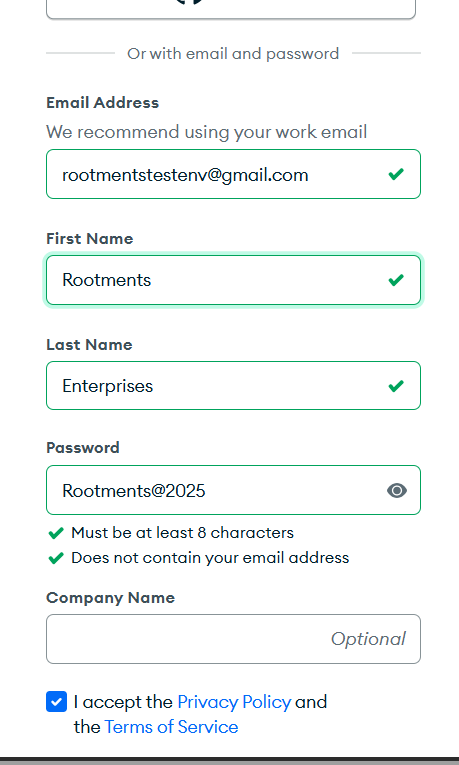 Or with email and password
Email Address
We recommend using your work email
rootmentstestenv@gmail.com
First Name
Rootments
Last Name
Enterprises
Password
Rootments@2025
Must be at least 8 characters
Does not contain your email address
Company Name
Optional
I accept the Privacy Policy and
the Terms of Service